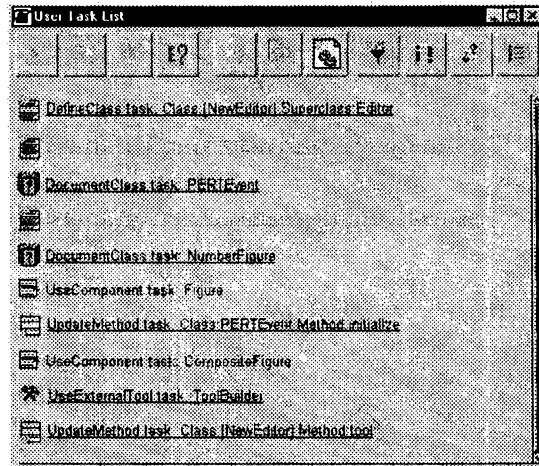 User Task List
DefineClass task: Class:[NewEditor] Superclass:Editor
DocumentClass task: PERTEvent
DocumentClass task: NumberFigure
UseComponent task: Figure
UpdateMethod task: Class:PERTEvent Method:initialize
UseComponent task: CompositeFigure
UseExternalTool task: ToolBuilder
UpdateMethod task: Class:[NewEditor] Method:tool